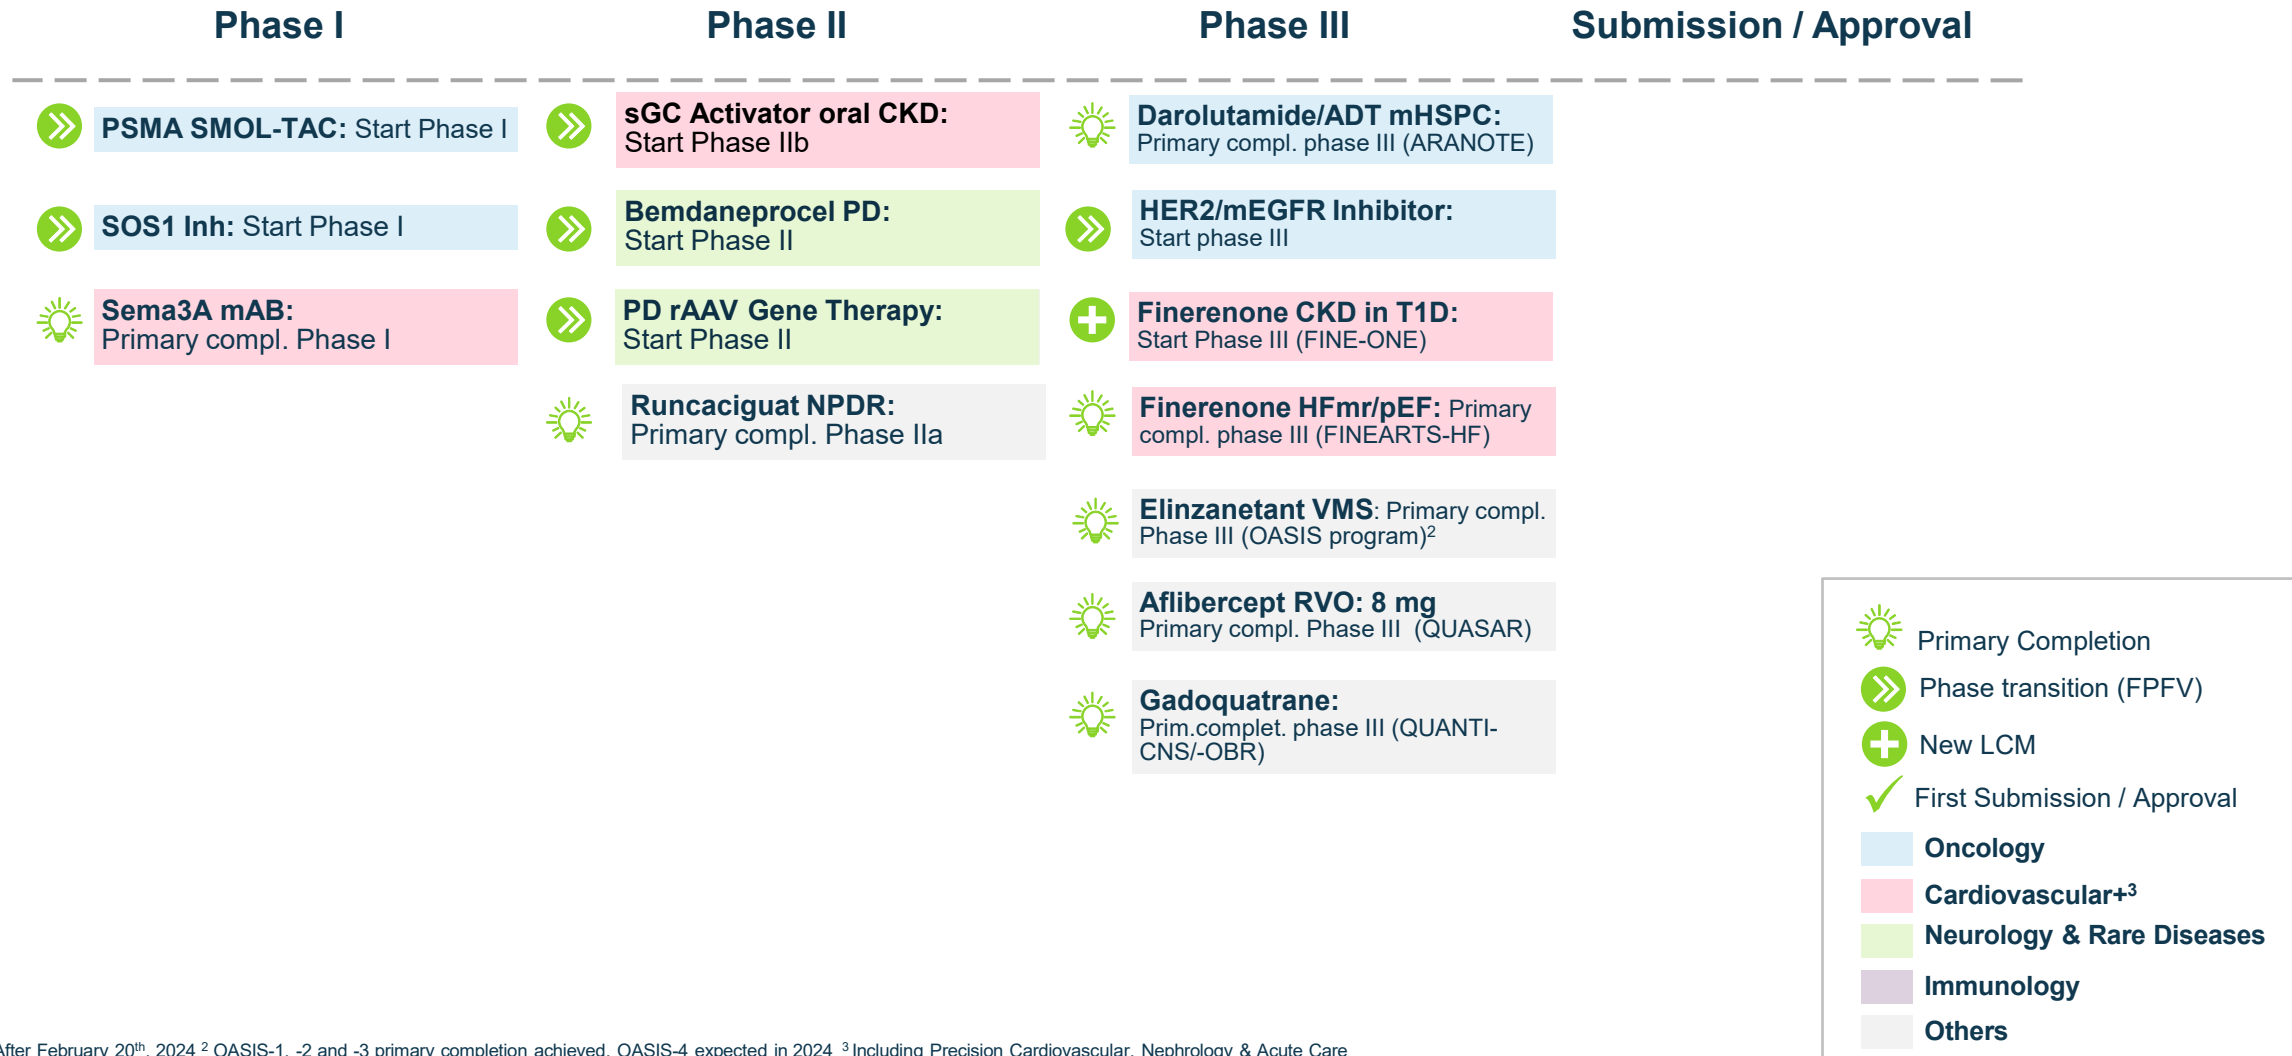 Phase I
Phase II
Phase III
Submission / Approval
PSMA SMOL-TAC: Start Phase I
SOS1 Inh: Start Phase I
Sema3A mAB:
Primary compl. Phase I
sGC Activator oral CKD:
Start Phase IIb
Bemdaneprocel PD:
Start Phase II
PD rAAV Gene Therapy:
Start Phase II
Runcaciguat NPDR:
Primary compl. Phase IIa
Darolutamide/ADT mHSPC:
Primary compl. phase III (ARANOTE)
HER2/mEGFR Inhibitor:
Start phase III
Finerenone CKD in T1D:
Start Phase III (FINE-ONE)
Finerenone HFmr/pEF: Primary
compl. phase III (FINEARTS-HF)
Elinzanetant VMS: Primary compl.
Phase III (OASIS program)²
Aflibercept RVO: 8 mg
Primary compl. Phase III (QUASAR)
Gadoquatrane:
Prim.complet. phase III (QUANTI-
CNS/-OBR)
Primary Completion
Phase transition (FPFV)
New LCM
First Submission / Approval
Oncology
Cardiovascular+³
Neurology & Rare Diseases
Immunology
Others
After February 20th, 2024 ² OASIS-1, -2 and -3 primary completion achieved, OASIS-4 expected in 2024 ³ Including Precision Cardiovascular, Nephrology & Acute Care